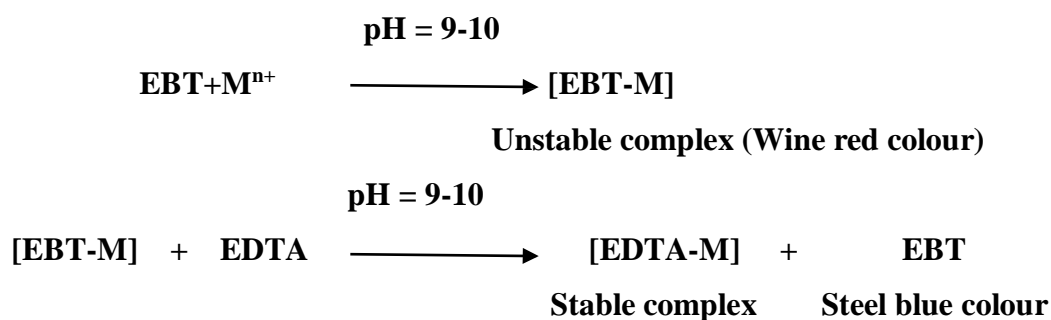 pH = 9-10
EBT+Mⁿ⁺ ⟶ [EBT-M]
Unstable complex (Wine red colour)
pH = 9-10
[EBT-M] + EDTA ⟶ [EDTA-M] + EBT
Stable complex Steel blue colour